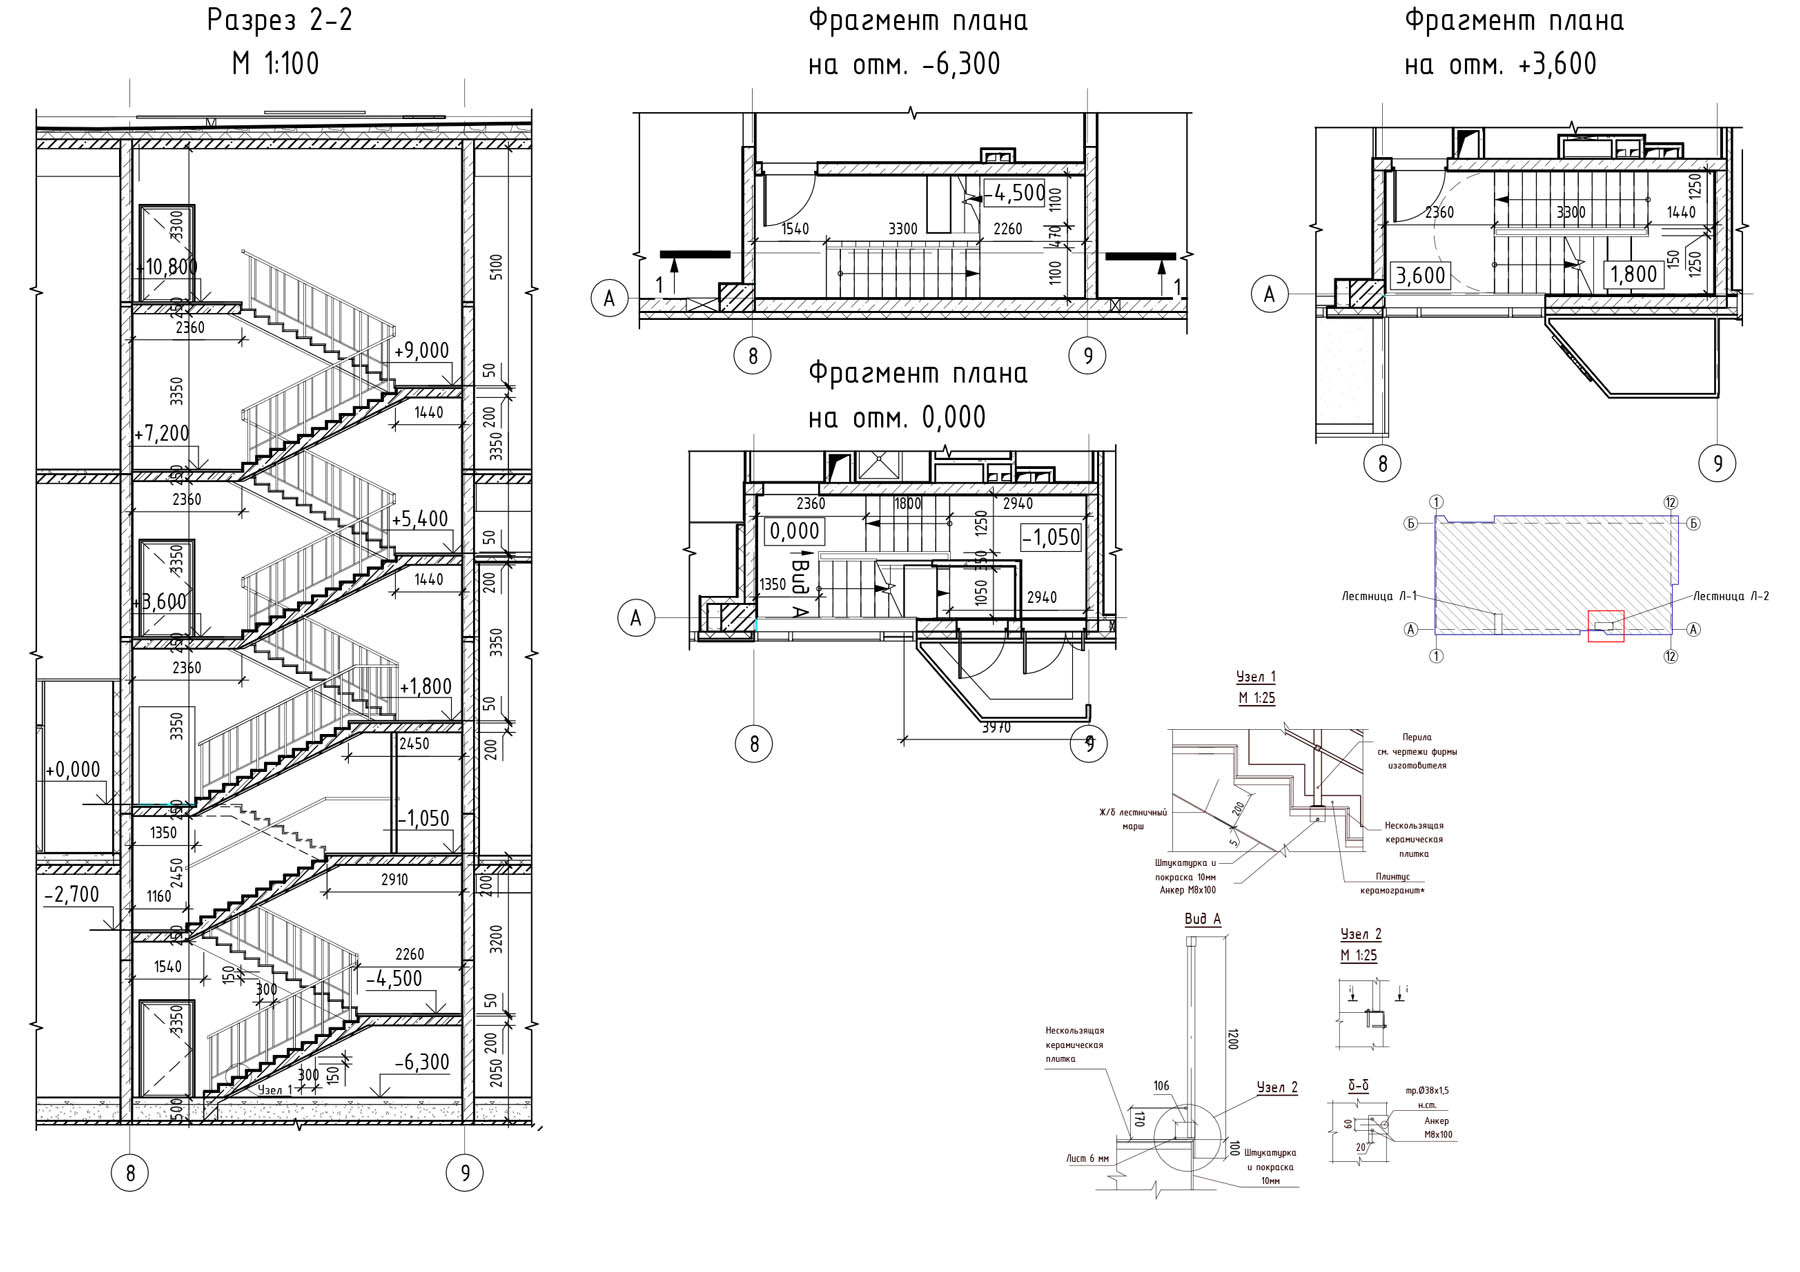 Разрез 2-2
М 1:100
М
3300
+10,800
250
2360
5100
3350
+9,000
50
1440
200
3350
+7,200
250
2360
+5,400
50
1440
200
3350
+3,600
250
2360
3350
+1,800
50
2450
200
3350
+0,000
250
1350
-1,050
2450
2910
200
-2,700
1160
250
3200
1540
150
300
2260
-4,500
50
200
3350
-6,300
300
150
2050
Узел 1
500
8
9
Фрагмент плана
на отм. -6,300
-4,500
1100
1540
3300
2260
470
1100
1
1
А
8
9
Фрагмент плана
на отм. 0,000
2360
1800
2940
0,000
1250
-1,050
350
Вид А
1350
1050
2940
А
3970
8
9
Фрагмент плана
на отм. +3,600
1250
2360
3300
1440
150
3,600
1,800
1250
А
8
9
1
12
Б
Б
Лестница Л-1
Лестница Л-2
А
А
1
12
Узел 1
М 1:25
Перила
см. чертежи фирмы
изготовителя
Ж/б лестничный
марш
200
5
Нескользящая
керамическая
плитка
Штукатурка и
покраска 10мм
Анкер М8х100
Плинтус
керамогранит*
Вид А
1200
Нескользящая
керамическая
плитка
106
Узел 2
170
100
Лист 6 мм
Штукатурка
и покраска
10мм
Узел 2
М 1:25
б-б
тр.Ø38х1,5
н.ст.
60
Анкер
М8х100
20